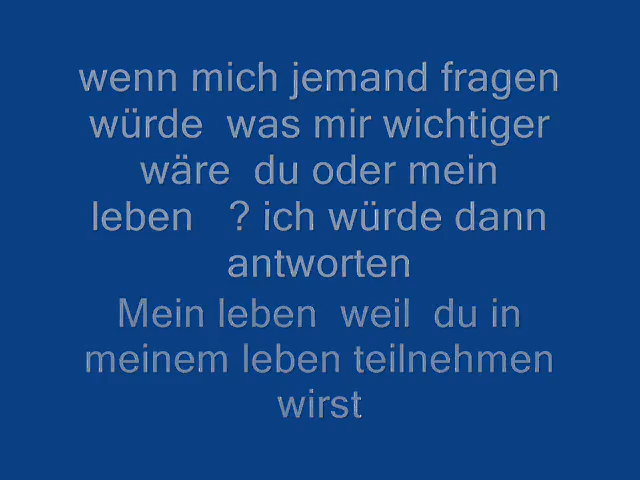 wenn mich jemand fragen
würde  was mir wichtiger
wäre  du oder mein
leben   ? ich würde dann
antworten
Mein leben  weil  du in
meinem leben teilnehmen
wirst